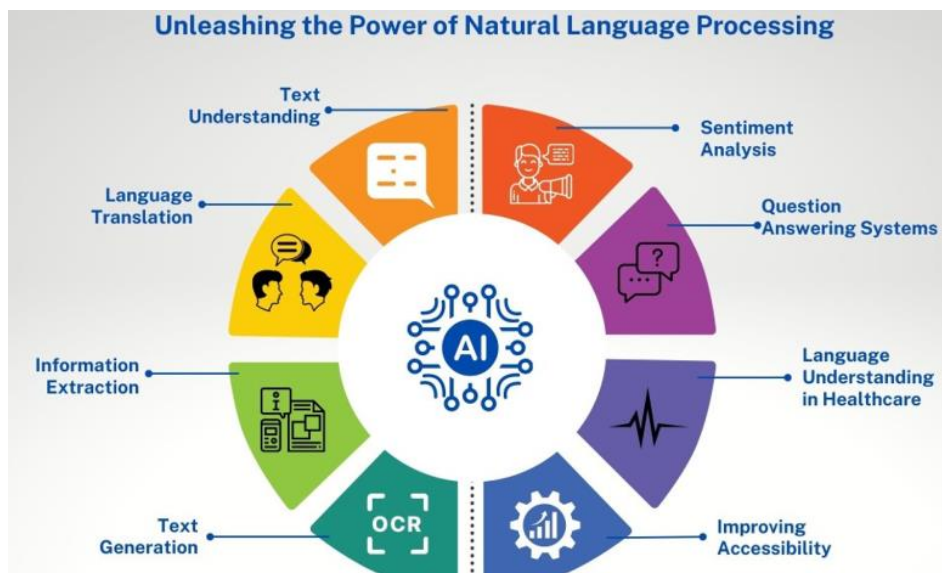 Unleashing the Power of Natural Language Processing
Text
Understanding
Sentiment
Analysis
Language
Translation
Question
Answering Systems
?
AI
Information
Extraction
i
Language
Understanding
in Healthcare
Text
Generation
OCR
Improving
Accessibility